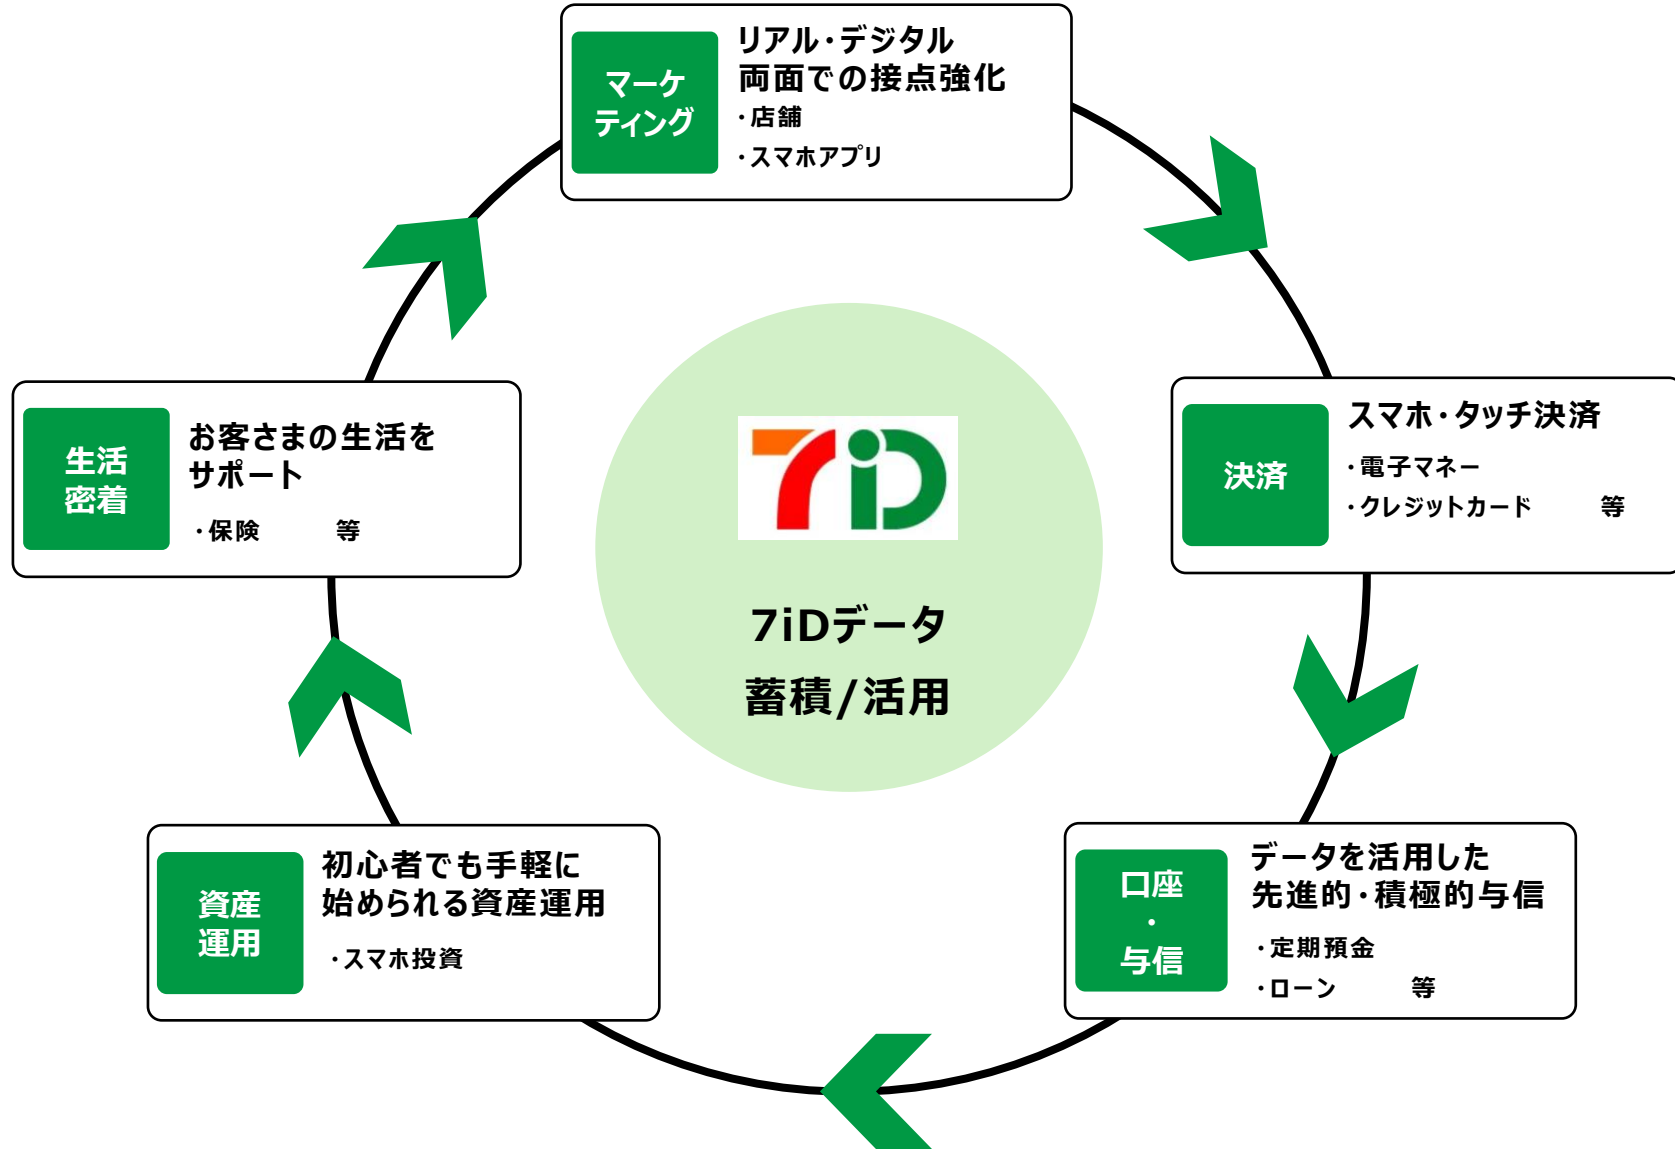 マーケ
ティング
リアル・デジタル
両面での接点強化
・店舗
・スマホアプリ
決済
スマホ・タッチ決済
・電子マネー
・クレジットカード　　等
口座
・
与信
データを活用した
先進的・積極的与信
・定期預金
・ローン　　等
資産
運用
初心者でも手軽に
始められる資産運用
・スマホ投資
生活
密着
お客さまの生活を
サポート
・保険　　等
7iD
7iDデータ
蓄積/活用